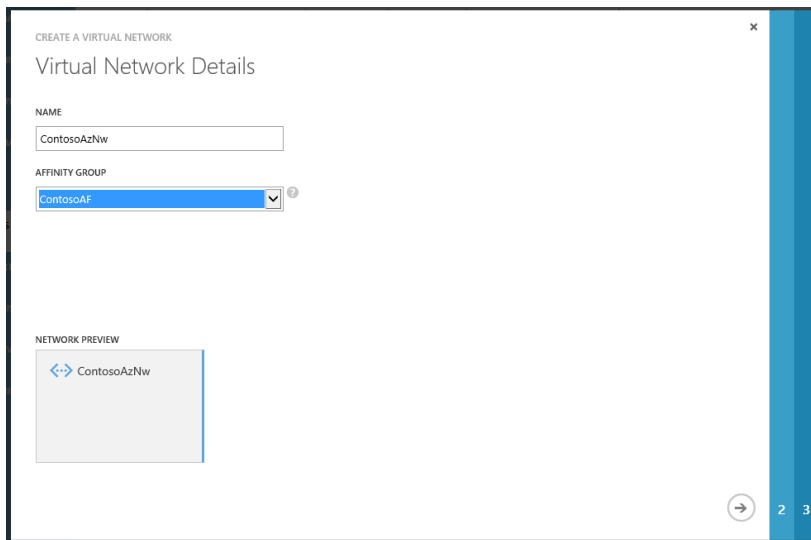 CREATE A VIRTUAL NETWORK
Virtual Network Details
NAME
ContosoAzNw
AFFINITY GROUP
ContosoAF
?
NETWORK PREVIEW
ContosoAzNw
2 3